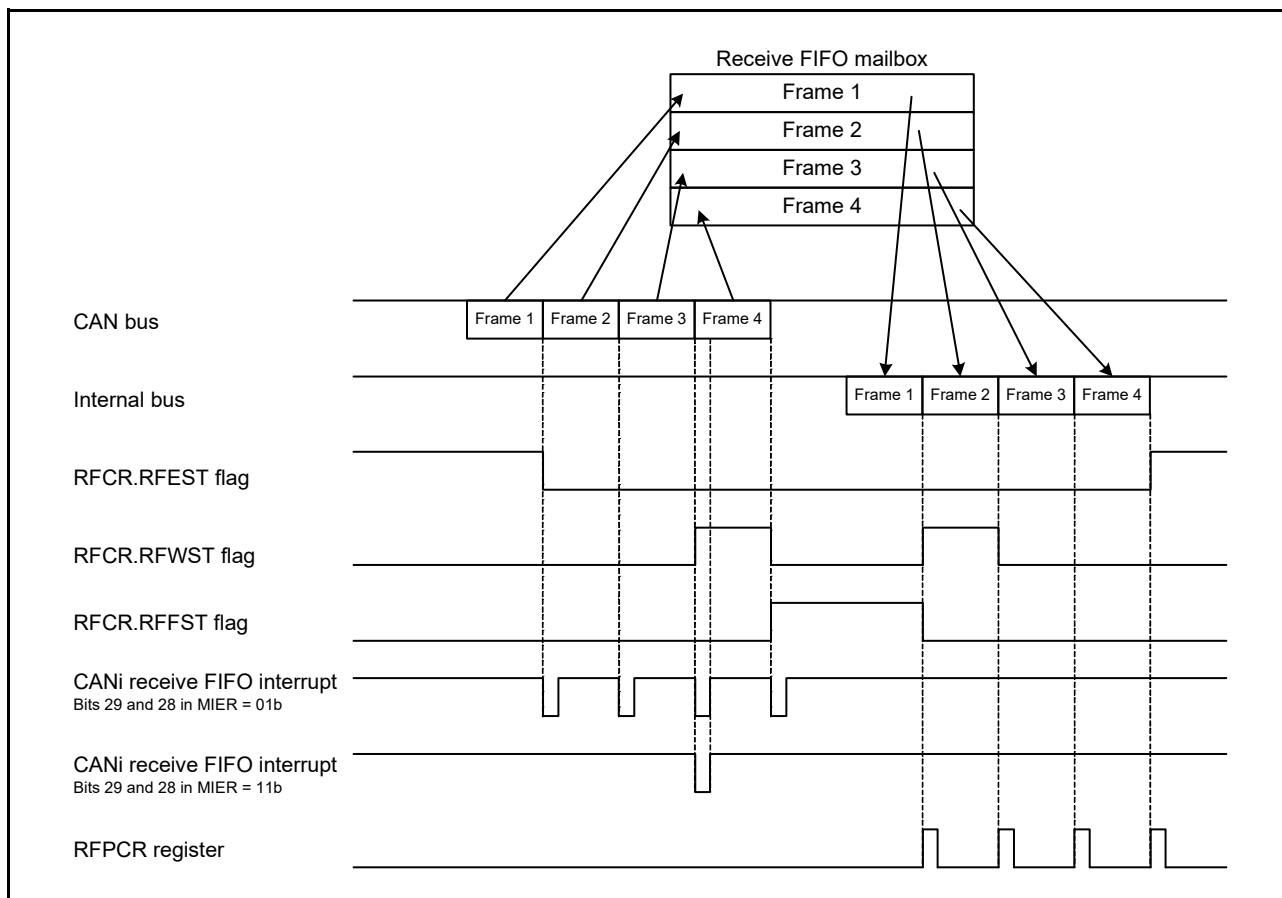 Receive FIFO mailbox
Frame 1
Frame 2
Frame 3
Frame 4
CAN bus
Frame 1 Frame 2 Frame 3 Frame 4
Internal bus
Frame 1 Frame 2 Frame 3 Frame 4
RFCR.RFEST flag
RFCR.RFWST flag
RFCR.RFFST flag
CANi receive FIFO interrupt
Bits 29 and 28 in MIER = 01b
CANi receive FIFO interrupt
Bits 29 and 28 in MIER = 11b
RFPCR register